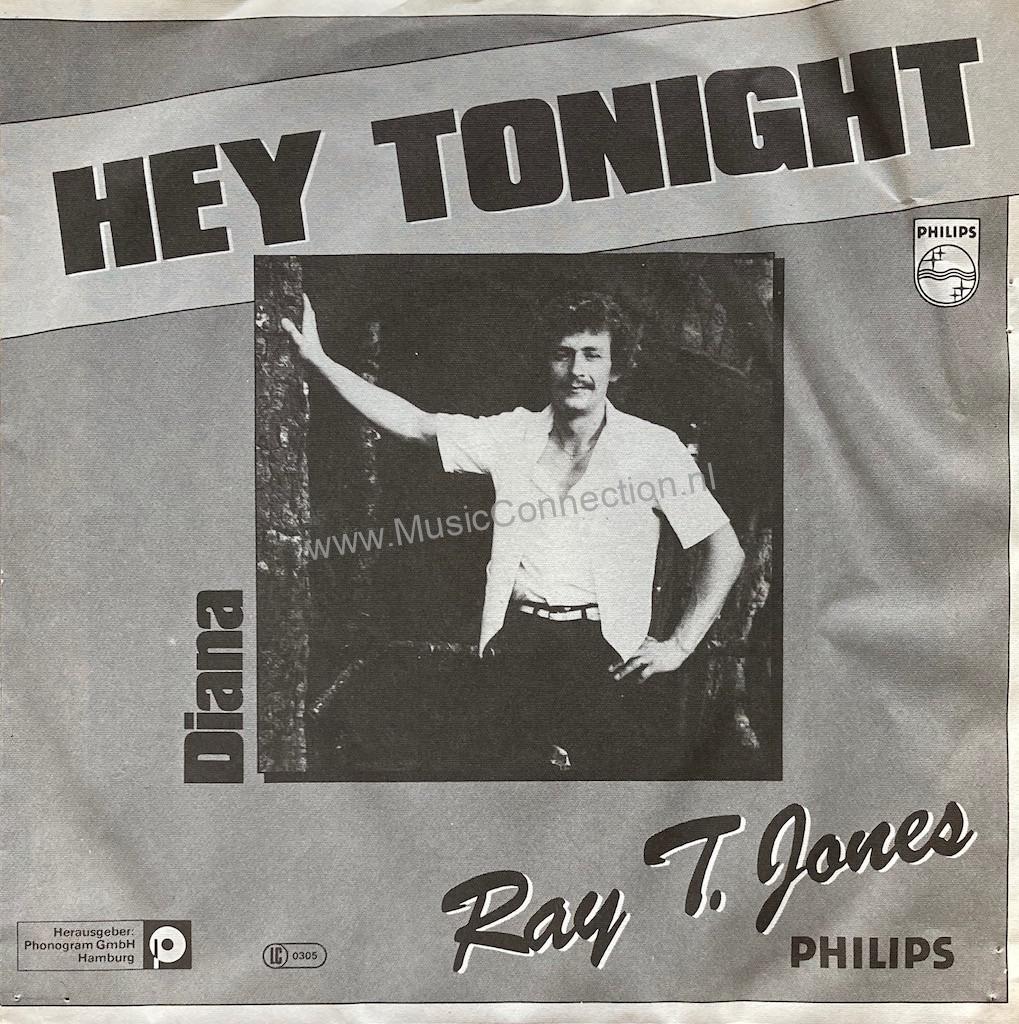 HEY TONIGHT
PHILIPS
www.MusicConnection.nl
Diana
Ray T. Jones
Herausgeber:
Phonogram GmbH
Hamburg
LC 0305
PHILIPS